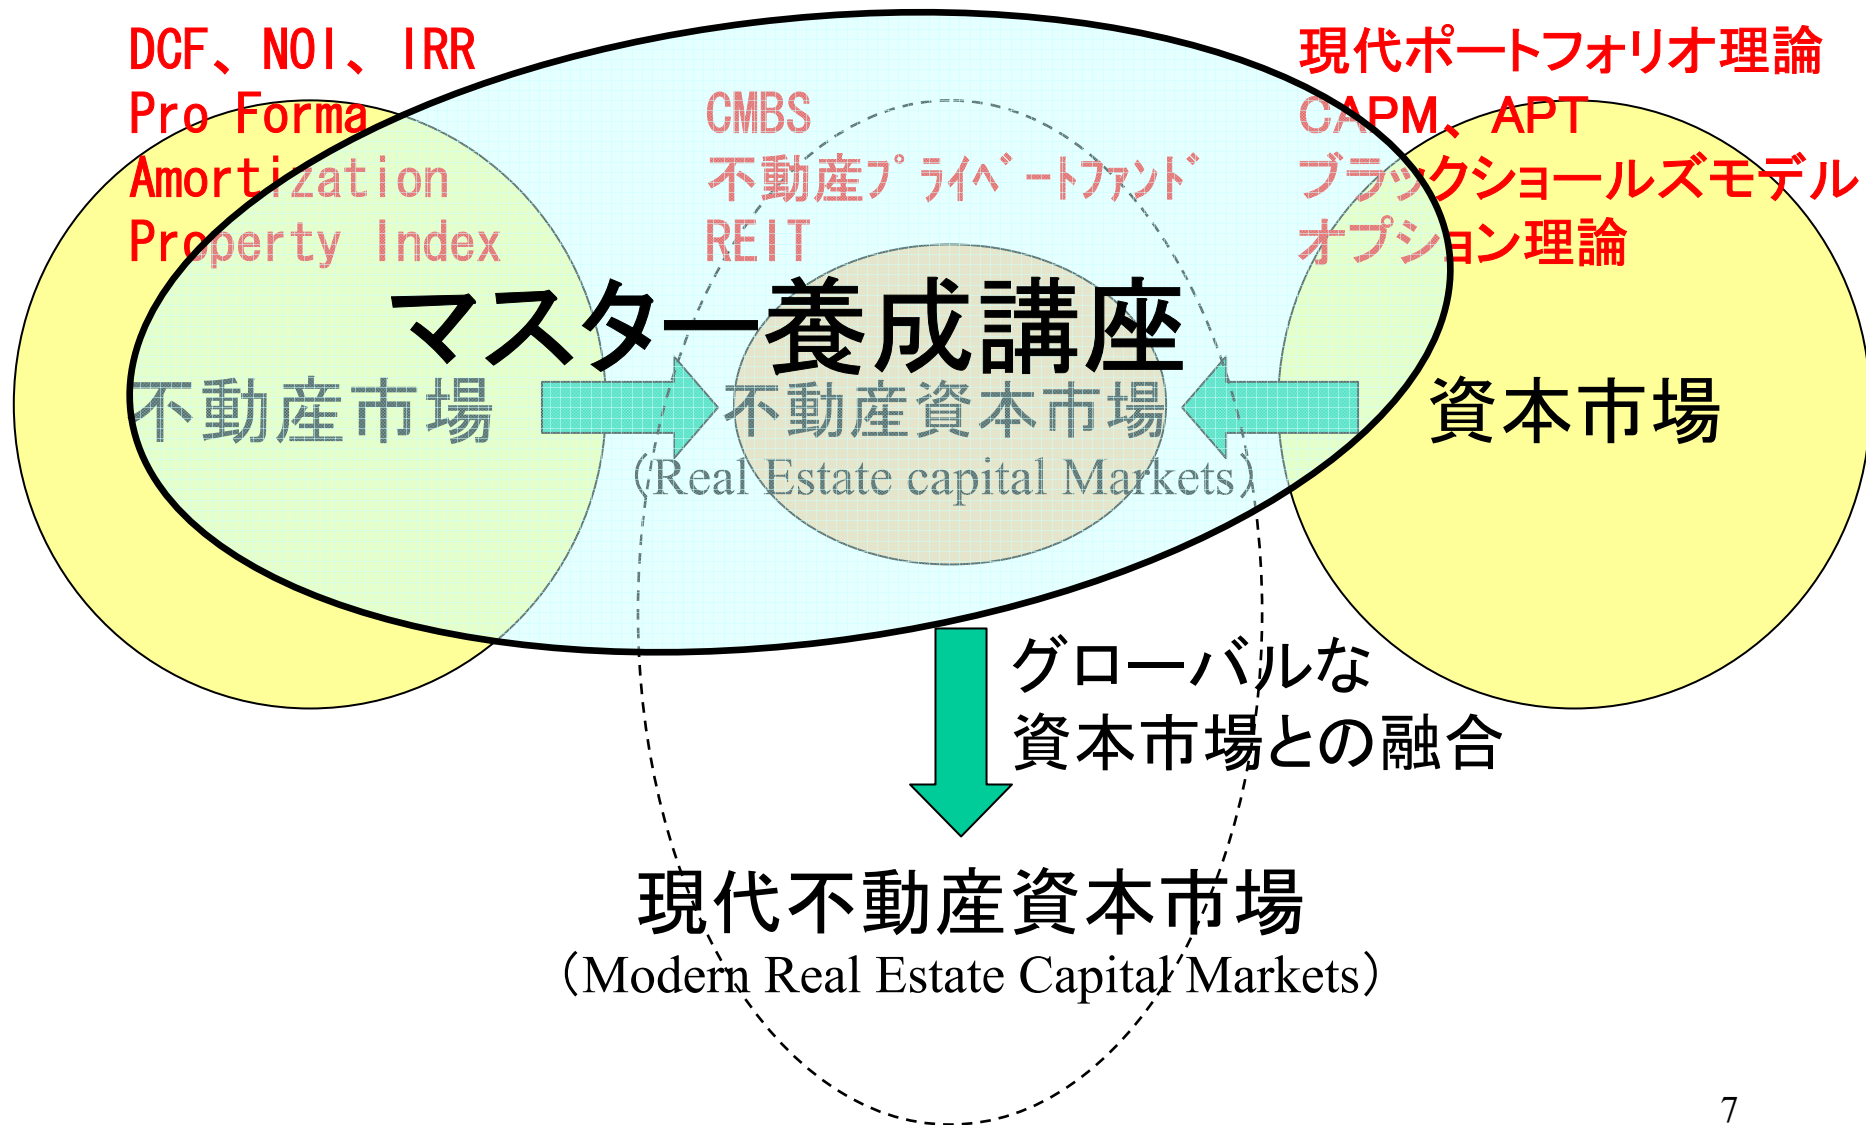 DCF、NOI、IRR
Pro Forma
Amortization
Property Index
CMBS
不動産プライベートファンド
REIT
現代ポートフォリオ理論
CAPM、APT
ブラックショールズモデル
オプション理論
マスター養成講座
不動産市場
不動産資本市場
(Real Estate capital Markets)
資本市場
グローバルな
資本市場との融合
現代不動産資本市場
(Modern Real Estate Capital Markets)
7